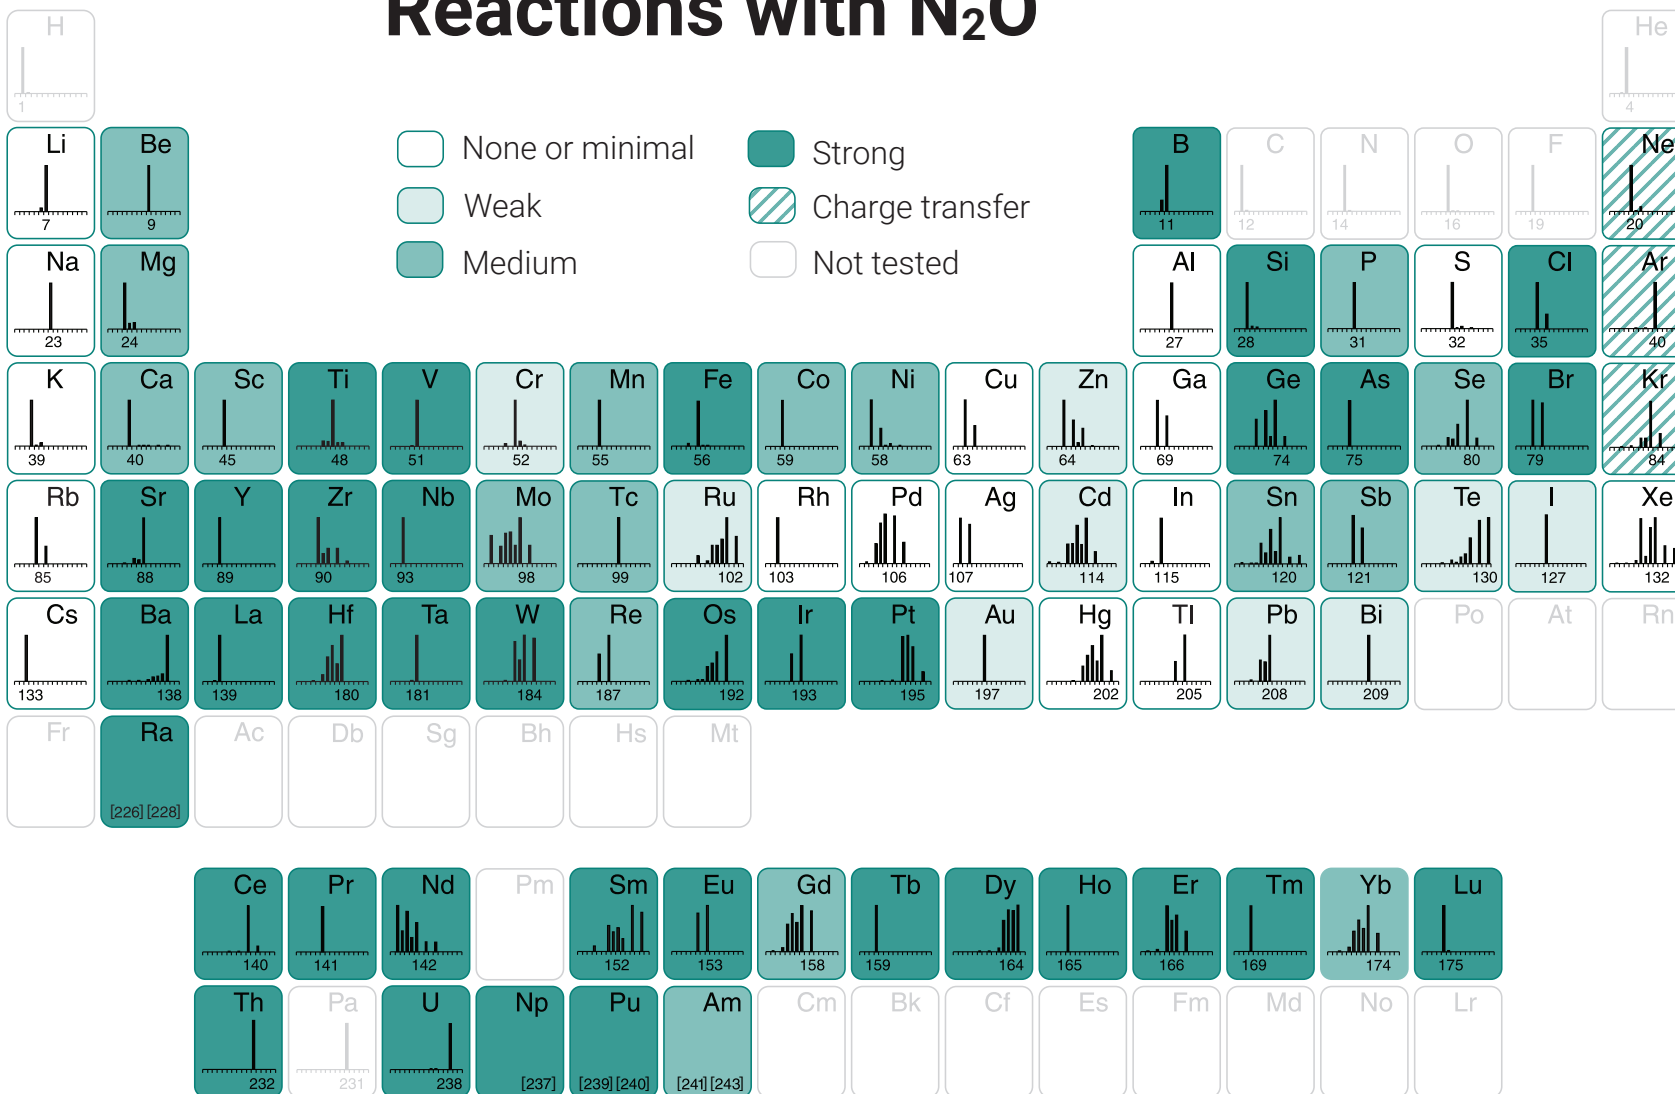 Reactions with N₂O
H
1
He
4
None or minimal
Strong
Weak
Charge transfer
Medium
Not tested
Li
7
Be
9
B
11
C
12
N
14
O
16
F
19
Ne
20
Na
23
Mg
24
Al
27
Si
28
P
31
S
32
Cl
35
Ar
40
K
39
Ca
40
Sc
45
Ti
48
V
51
Cr
52
Mn
55
Fe
56
Co
59
Ni
58
Cu
63
Zn
64
Ga
69
Ge
74
As
75
Se
80
Br
79
Kr
84
Rb
85
Sr
88
Y
89
Zr
90
Nb
93
Mo
98
Tc
99
Ru
102
Rh
103
Pd
106
Ag
107
Cd
114
In
115
Sn
120
Sb
121
Te
130
I
127
Xe
132
Cs
133
Ba
138
La
139
Hf
180
Ta
181
W
184
Re
187
Os
192
Ir
193
Pt
195
Au
197
Hg
202
Tl
205
Pb
208
Bi
209
Po
At
Rn
Fr
Ra
[226] [228]
Ac
Db
Sg
Bh
Hs
Mt
Ce
140
Pr
141
Nd
142
Pm
Sm
152
Eu
153
Gd
158
Tb
159
Dy
164
Ho
165
Er
166
Tm
169
Yb
174
Lu
175
Th
232
Pa
231
U
238
Np
[237]
Pu
[239] [240]
Am
[241] [243]
Cm
Bk
Cf
Es
Fm
Md
No
Lr